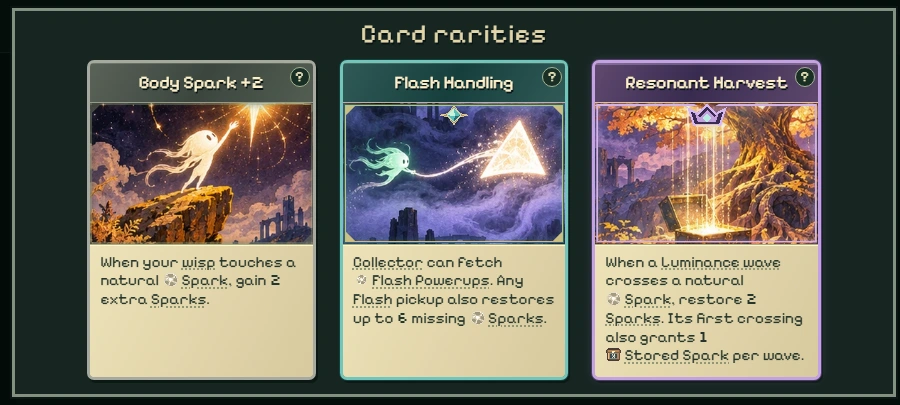 Card rarities
Body Spark +2
?
When your wisp touches a
natural Spark, gain 2
extra Sparks.
Flash Handling
?
Collector can fetch
Flash Powerups. Any
Flash pickup also restores
up to 6 missing Sparks.
Resonant Harvest
?
When a Luminance wave
crosses a natural
Spark, restore 2
Sparks. Its first crossing
also grants 1
Stored Spark per wave.